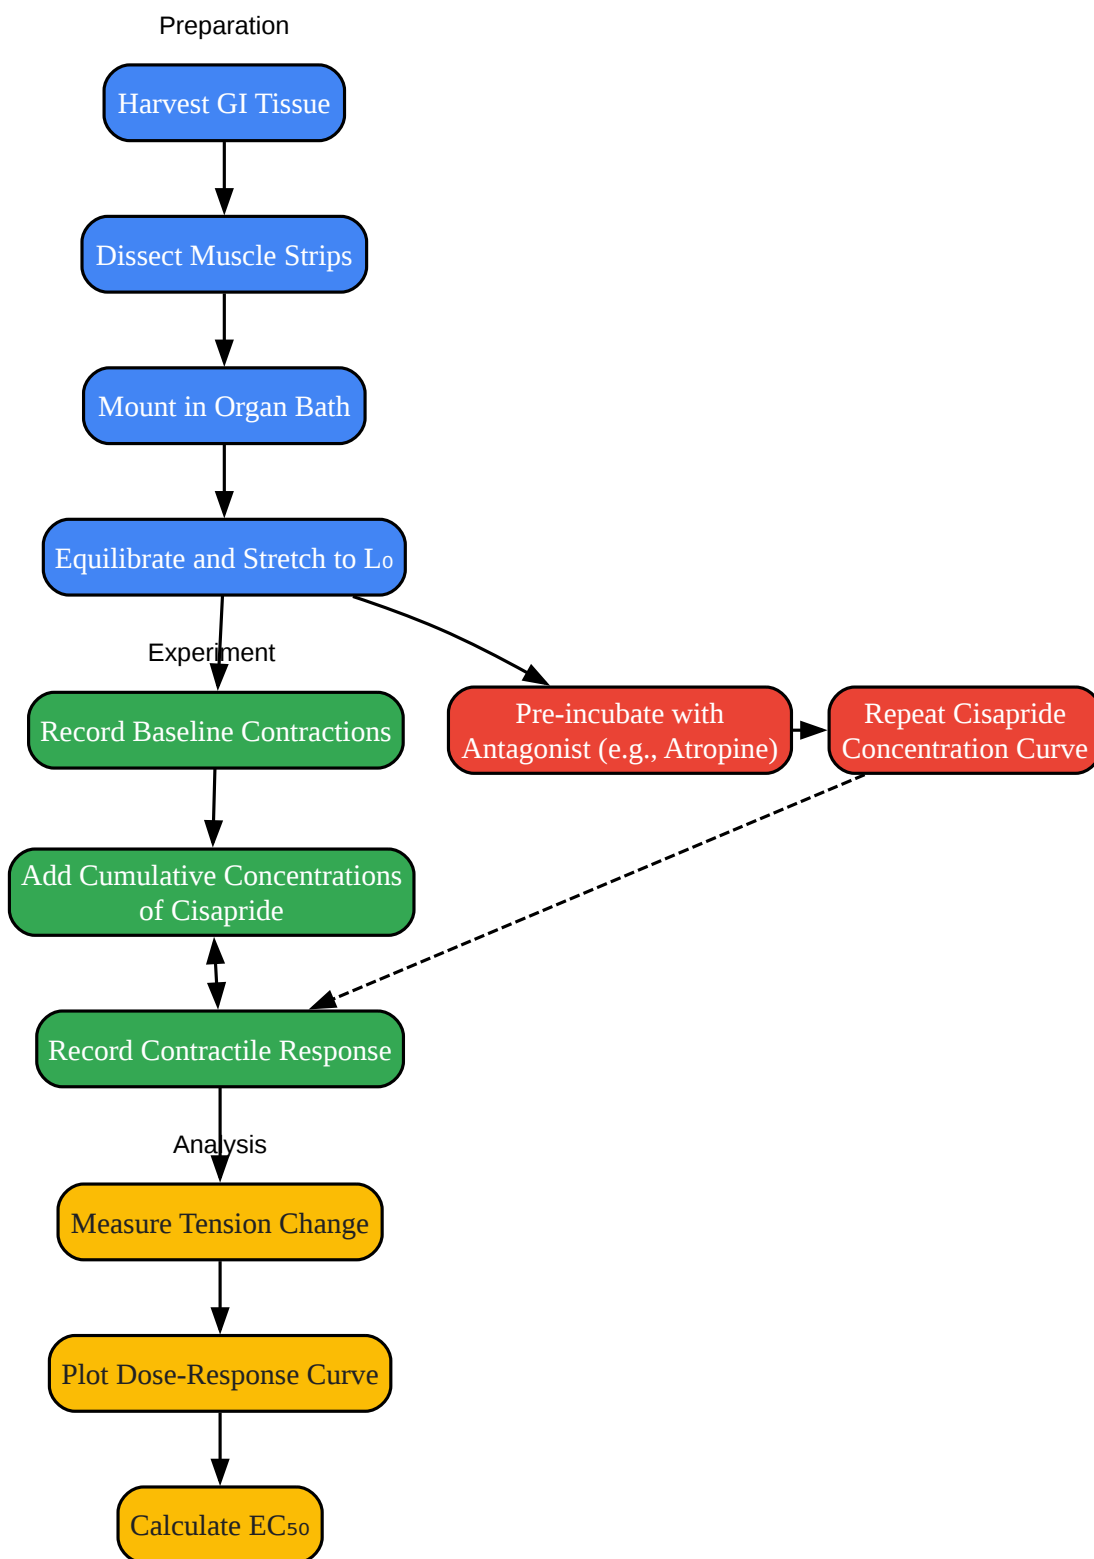 Preparation
Harvest GI Tissue
Dissect Muscle Strips
Mount in Organ Bath
Equilibrate and Stretch to L₀
Experiment
Record Baseline Contractions
Pre-incubate with
Antagonist (e.g., Atropine)
Repeat Cisapride
Concentration Curve
Add Cumulative Concentrations
of Cisapride
Record Contractile Response
Analysis
Measure Tension Change
Plot Dose-Response Curve
Calculate EC₅₀